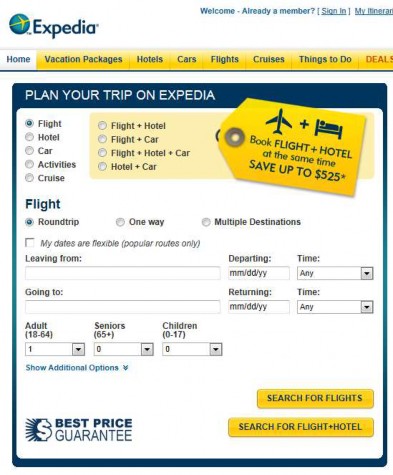 Welcome - Already a member? [ Sign In ] My Itinerar
Expedia®
Home Vacation Packages Hotels Cars Flights Cruises Things to Do DEALS
PLAN YOUR TRIP ON EXPEDIA
Flight
Hotel
Car
Activities
Cruise
Flight + Hotel
Flight + Car
Flight + Hotel + Car
Hotel + Car
+
Book FLIGHT+HOTEL
at the same time
SAVE UP TO $525*
Flight
Roundtrip One way Multiple Destinations
My dates are flexible (popular routes only)
Leaving from: Departing: Time:
mm/dd/yy Any
Going to: Returning: Time:
mm/dd/yy Any
Adult Seniors Children
(18-64) (65+) (0-17)
1 0 0
Show Additional Options
SEARCH FOR FLIGHTS
SEARCH FOR FLIGHT+HOTEL
$ BEST PRICE
GUARANTEE